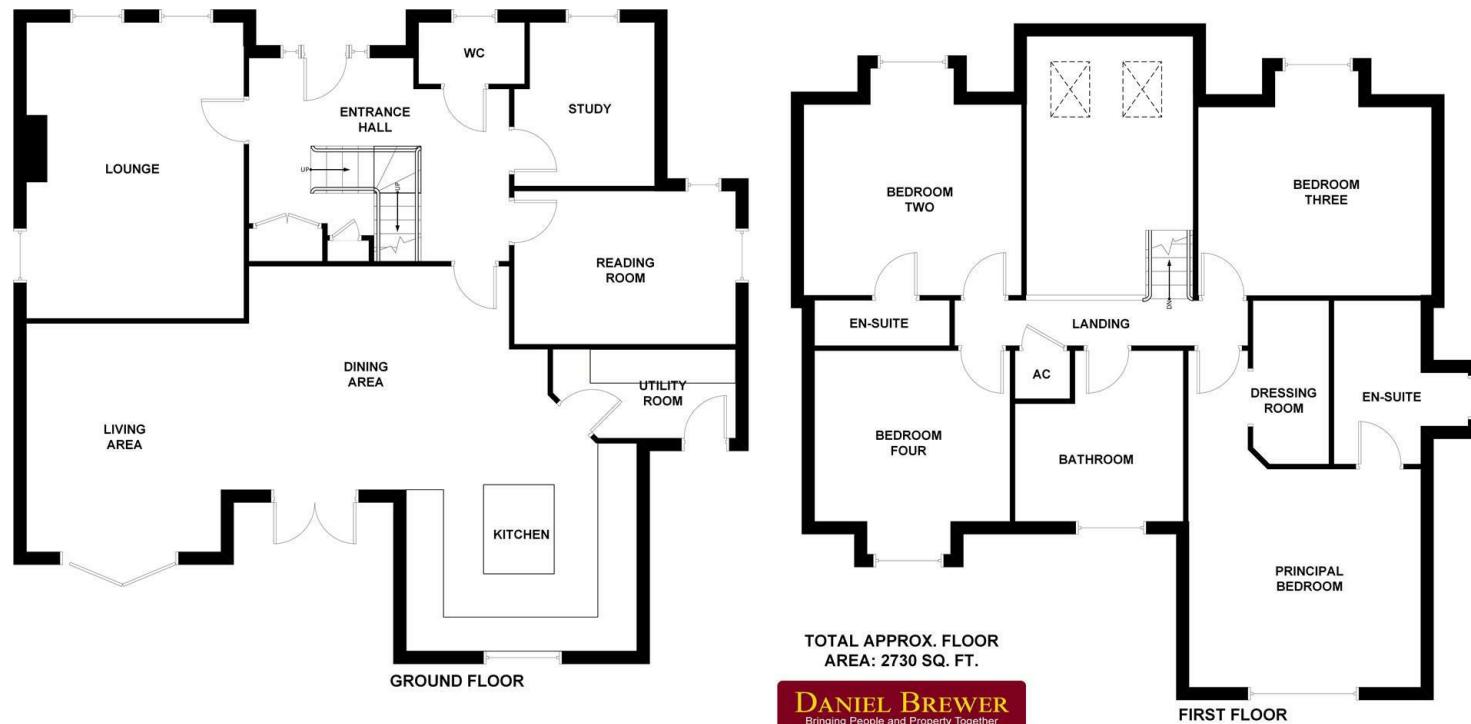 WC
STUDY
ENTRANCE
HALL
LOUNGE
UP
UP
READING
ROOM
DINING
AREA
UTILITY
ROOM
LIVING
AREA
KITCHEN
GROUND FLOOR
BEDROOM
TWO
BEDROOM
THREE
DN
EN-SUITE
LANDING
AC
DRESSING
ROOM
EN-SUITE
BEDROOM
FOUR
BATHROOM
PRINCIPAL
BEDROOM
TOTAL APPROX. FLOOR
AREA: 2730 SQ. FT.
DANIEL BREWER
Bringing People and Property Together
FIRST FLOOR